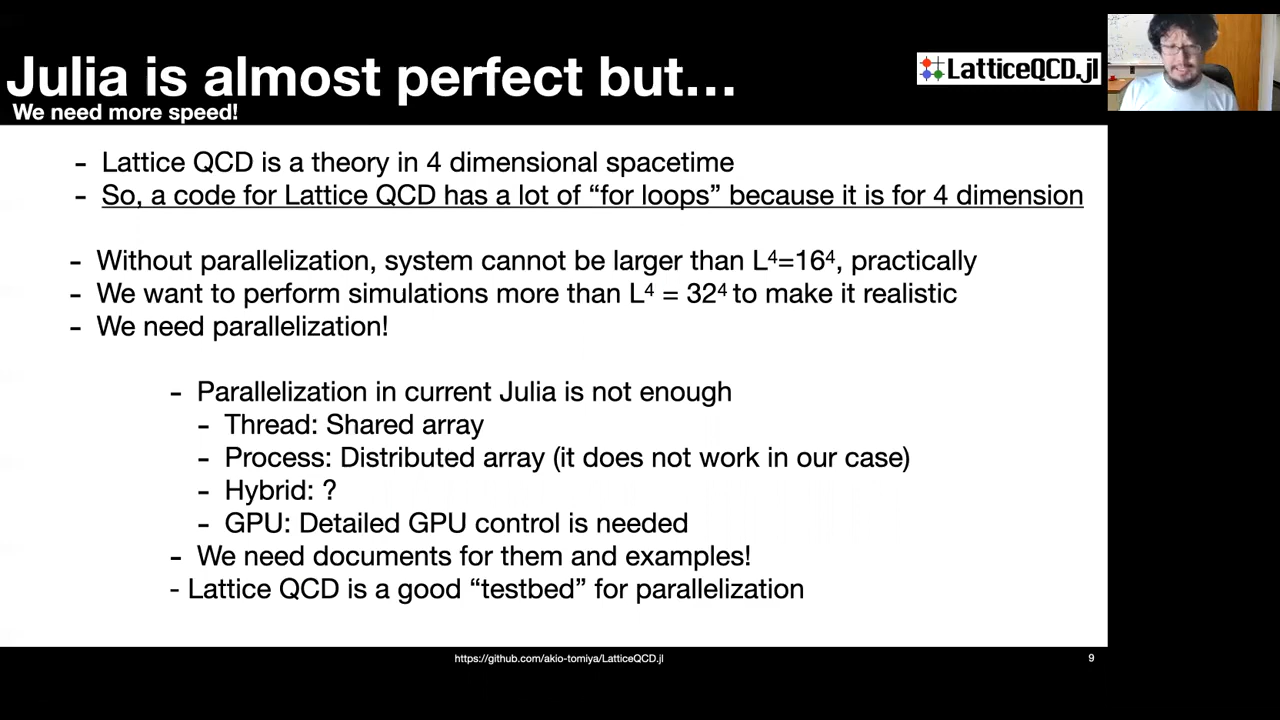 Julia is almost perfect but...
We need more speed!
LatticeQCD.jl
- Lattice QCD is a theory in 4 dimensional spacetime
- So, a code for Lattice QCD has a lot of “for loops” because it is for 4 dimension
- Without parallelization, system cannot be larger than L⁴=16⁴, practically
- We want to perform simulations more than L⁴ = 32⁴ to make it realistic
- We need parallelization!
- Parallelization in current Julia is not enough
- Thread: Shared array
- Process: Distributed array (it does not work in our case)
- Hybrid: ?
- GPU: Detailed GPU control is needed
- We need documents for them and examples!
- Lattice QCD is a good “testbed” for parallelization
https://github.com/akio-tomiya/LatticeQCD.jl
9